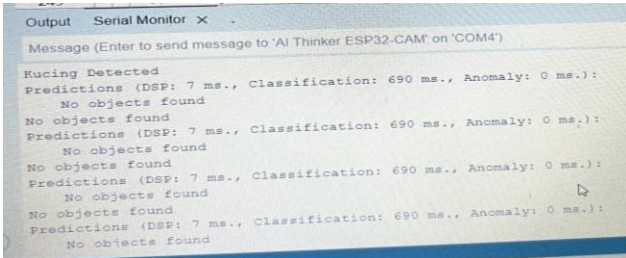 Output Serial Monitor ×
Message (Enter to send message to 'AI Thinker ESP32-CAM' on 'COM4')
Kucing Detected
Predictions (DSP: 7 ms., Classification: 690 ms., Anomaly: 0 ms.):
No objects found
No objects found
Predictions (DSP: 7 ms., Classification: 690 ms., Anomaly: 0 ms.):
No objects found
No objects found
Predictions (DSP: 7 ms., Classification: 690 ms., Anomaly: 0 ms.):
No objects found
No objects found
Predictions (DSP: 7 ms., Classification: 690 ms., Anomaly: 0 ms.):
No objects found